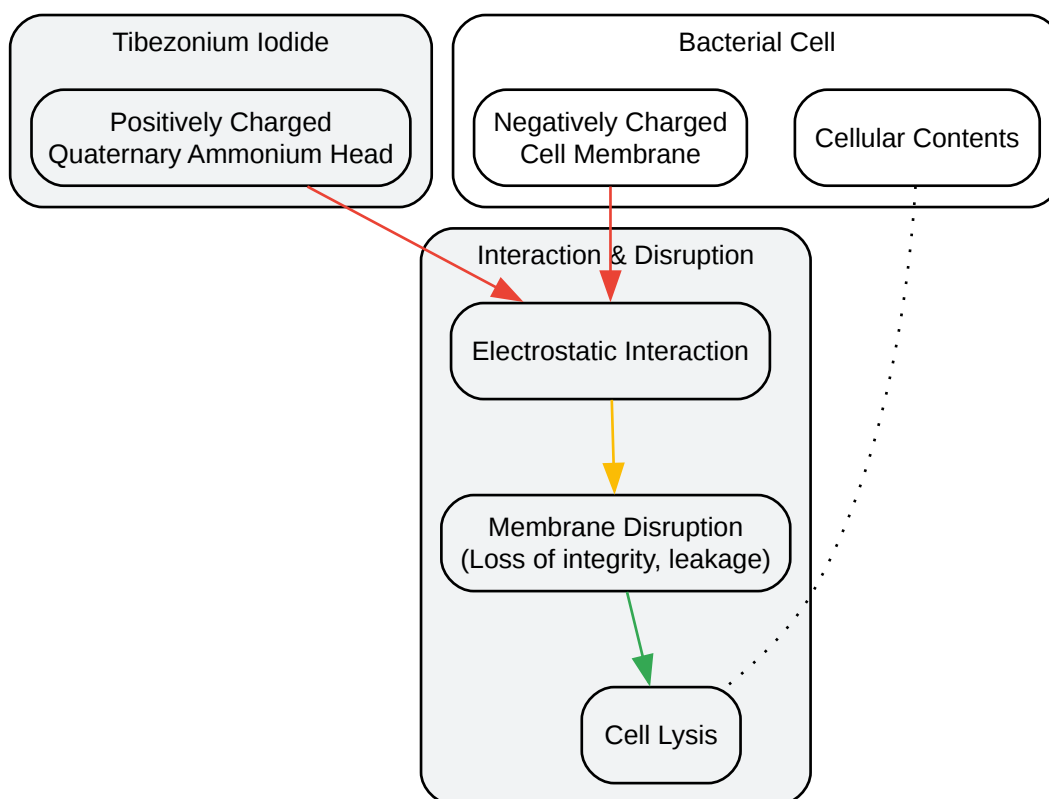 Tibezonium Iodide
Bacterial Cell
Positively Charged
Quaternary Ammonium Head
Negatively Charged
Cell Membrane
Cellular Contents
Interaction & Disruption
Electrostatic Interaction
Membrane Disruption
(Loss of integrity, leakage)
Cell Lysis